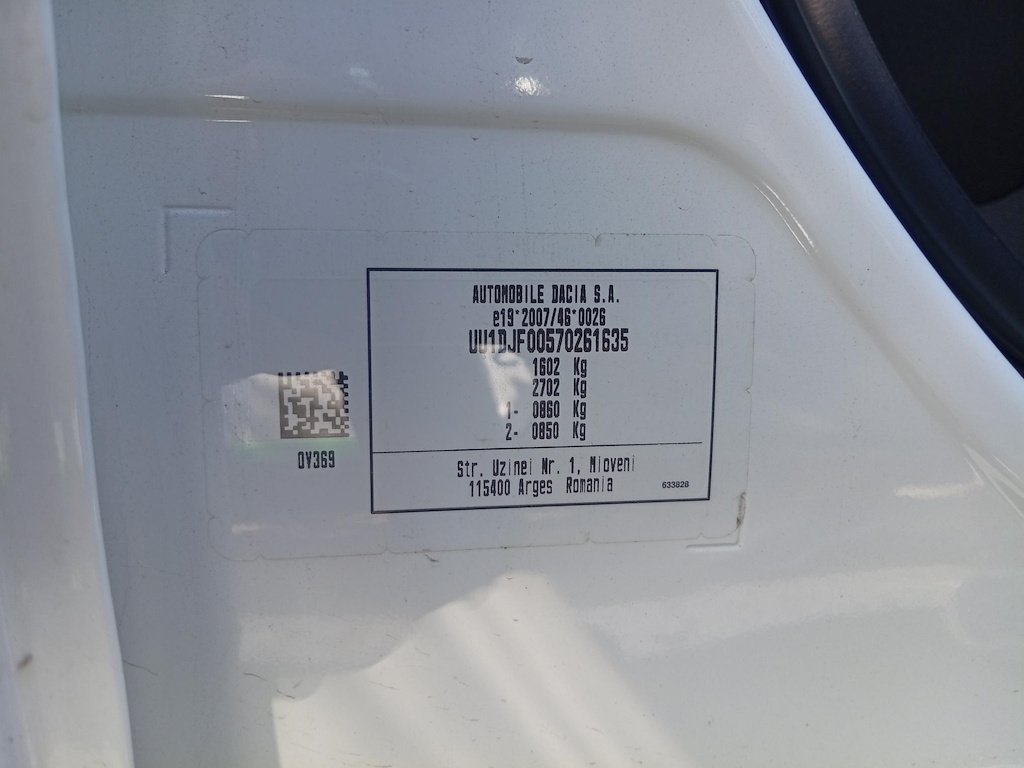 AUTOMOBILE DACIA S.A.
e19*2007/46*0026
UU1DJF00570261635
1602 Kg
2702 Kg
1- 0860 Kg
2- 0850 Kg
0V369
Str. Uzinei Nr. 1, Mioveni
115400 Arges Romania
633828